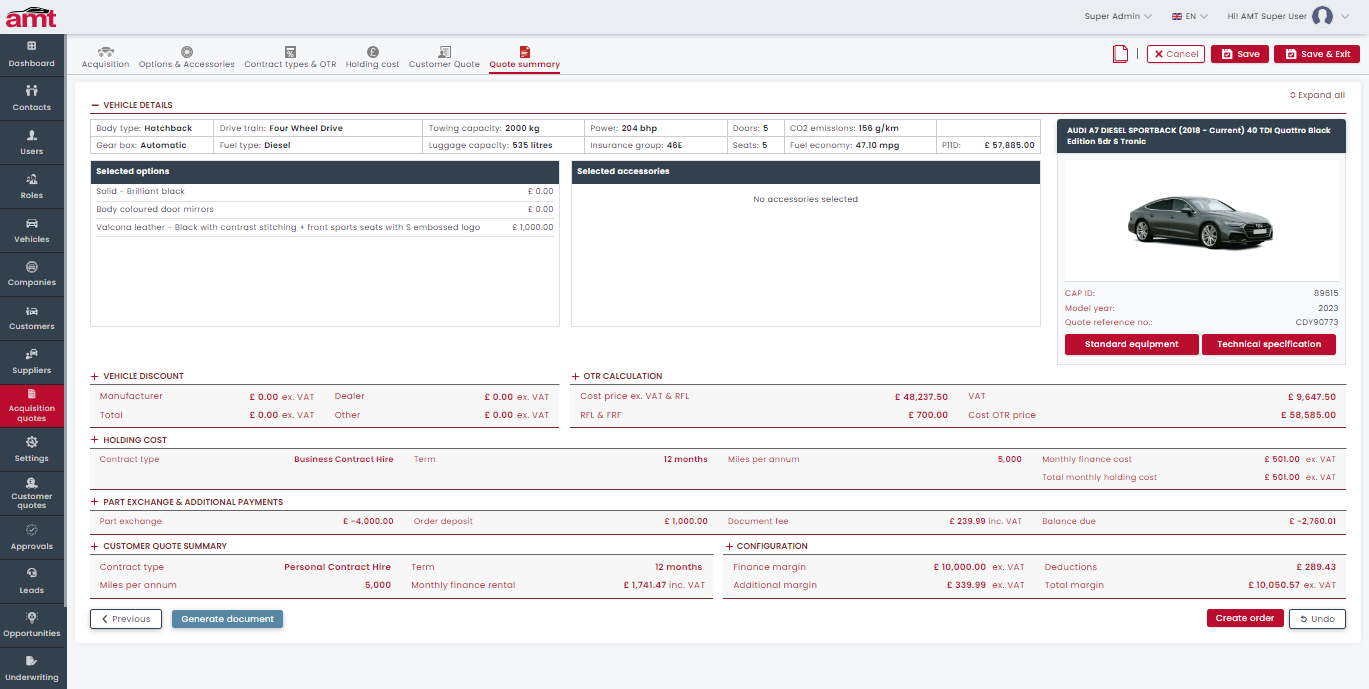 amt
Super Admin
EN
Hi! AMT Super User
Dashboard
Contacts
Users
Roles
Vehicles
Companies
Customers
Suppliers
Acquisition
quotes
Settings
Customer
quotes
Approvals
Leads
Opportunities
Underwriting
Acquisition
Options & Accessories
Contract types & OTR
Holding cost
Customer Quote
Quote summary
Cancel
Save
Save & Exit
Expand all
VEHICLE DETAILS
Body type: Hatchback Drive train: Four Wheel Drive Towing capacity: 2000 kg Power: 204 bhp Doors: 5 CO2 emissions: 156 g/km
Gear box: Automatic Fuel type: Diesel Luggage capacity: 535 litres Insurance group: 46E Seats: 5 Fuel economy: 47.10 mpg P11D: £ 57,885.00
Selected options
Solid - Brilliant black £ 0.00
Body coloured door mirrors £ 0.00
Valcona leather - Black with contrast stitching + front sports seats with S embossed logo £ 1,000.00
Selected accessories
No accessories selected
AUDI A7 DIESEL SPORTBACK (2018 - Current) 40 TDI Quattro Black
Edition 5dr S Tronic
CAP ID: 89615
Model year: 2023
Quote reference no.: CDY90773
Standard equipment
Technical specification
VEHICLE DISCOUNT
Manufacturer £ 0.00 ex. VAT Dealer £ 0.00 ex. VAT
Total £ 0.00 ex. VAT Other £ 0.00 ex. VAT
OTR CALCULATION
Cost price ex. VAT & RFL £ 48,237.50 VAT £ 9,647.50
RFL & FRF £ 700.00 Cost OTR price £ 58,585.00
HOLDING COST
Contract type Business Contract Hire Term 12 months Miles per annum 5,000 Monthly finance cost £ 501.00 ex. VAT
Total monthly holding cost £ 501.00 ex. VAT
PART EXCHANGE & ADDITIONAL PAYMENTS
Part exchange £ -4,000.00 Order deposit £ 1,000.00 Document fee £ 239.99 inc. VAT Balance due £ -2,760.01
CUSTOMER QUOTE SUMMARY
Contract type Personal Contract Hire Term 12 months
Miles per annum 5,000 Monthly finance rental £ 1,741.47 inc. VAT
CONFIGURATION
Finance margin £ 10,000.00 ex. VAT Deductions £ 289.43
Additional margin £ 339.99 ex. VAT Total margin £ 10,050.57 ex. VAT
Previous
Generate document
Create order
Undo